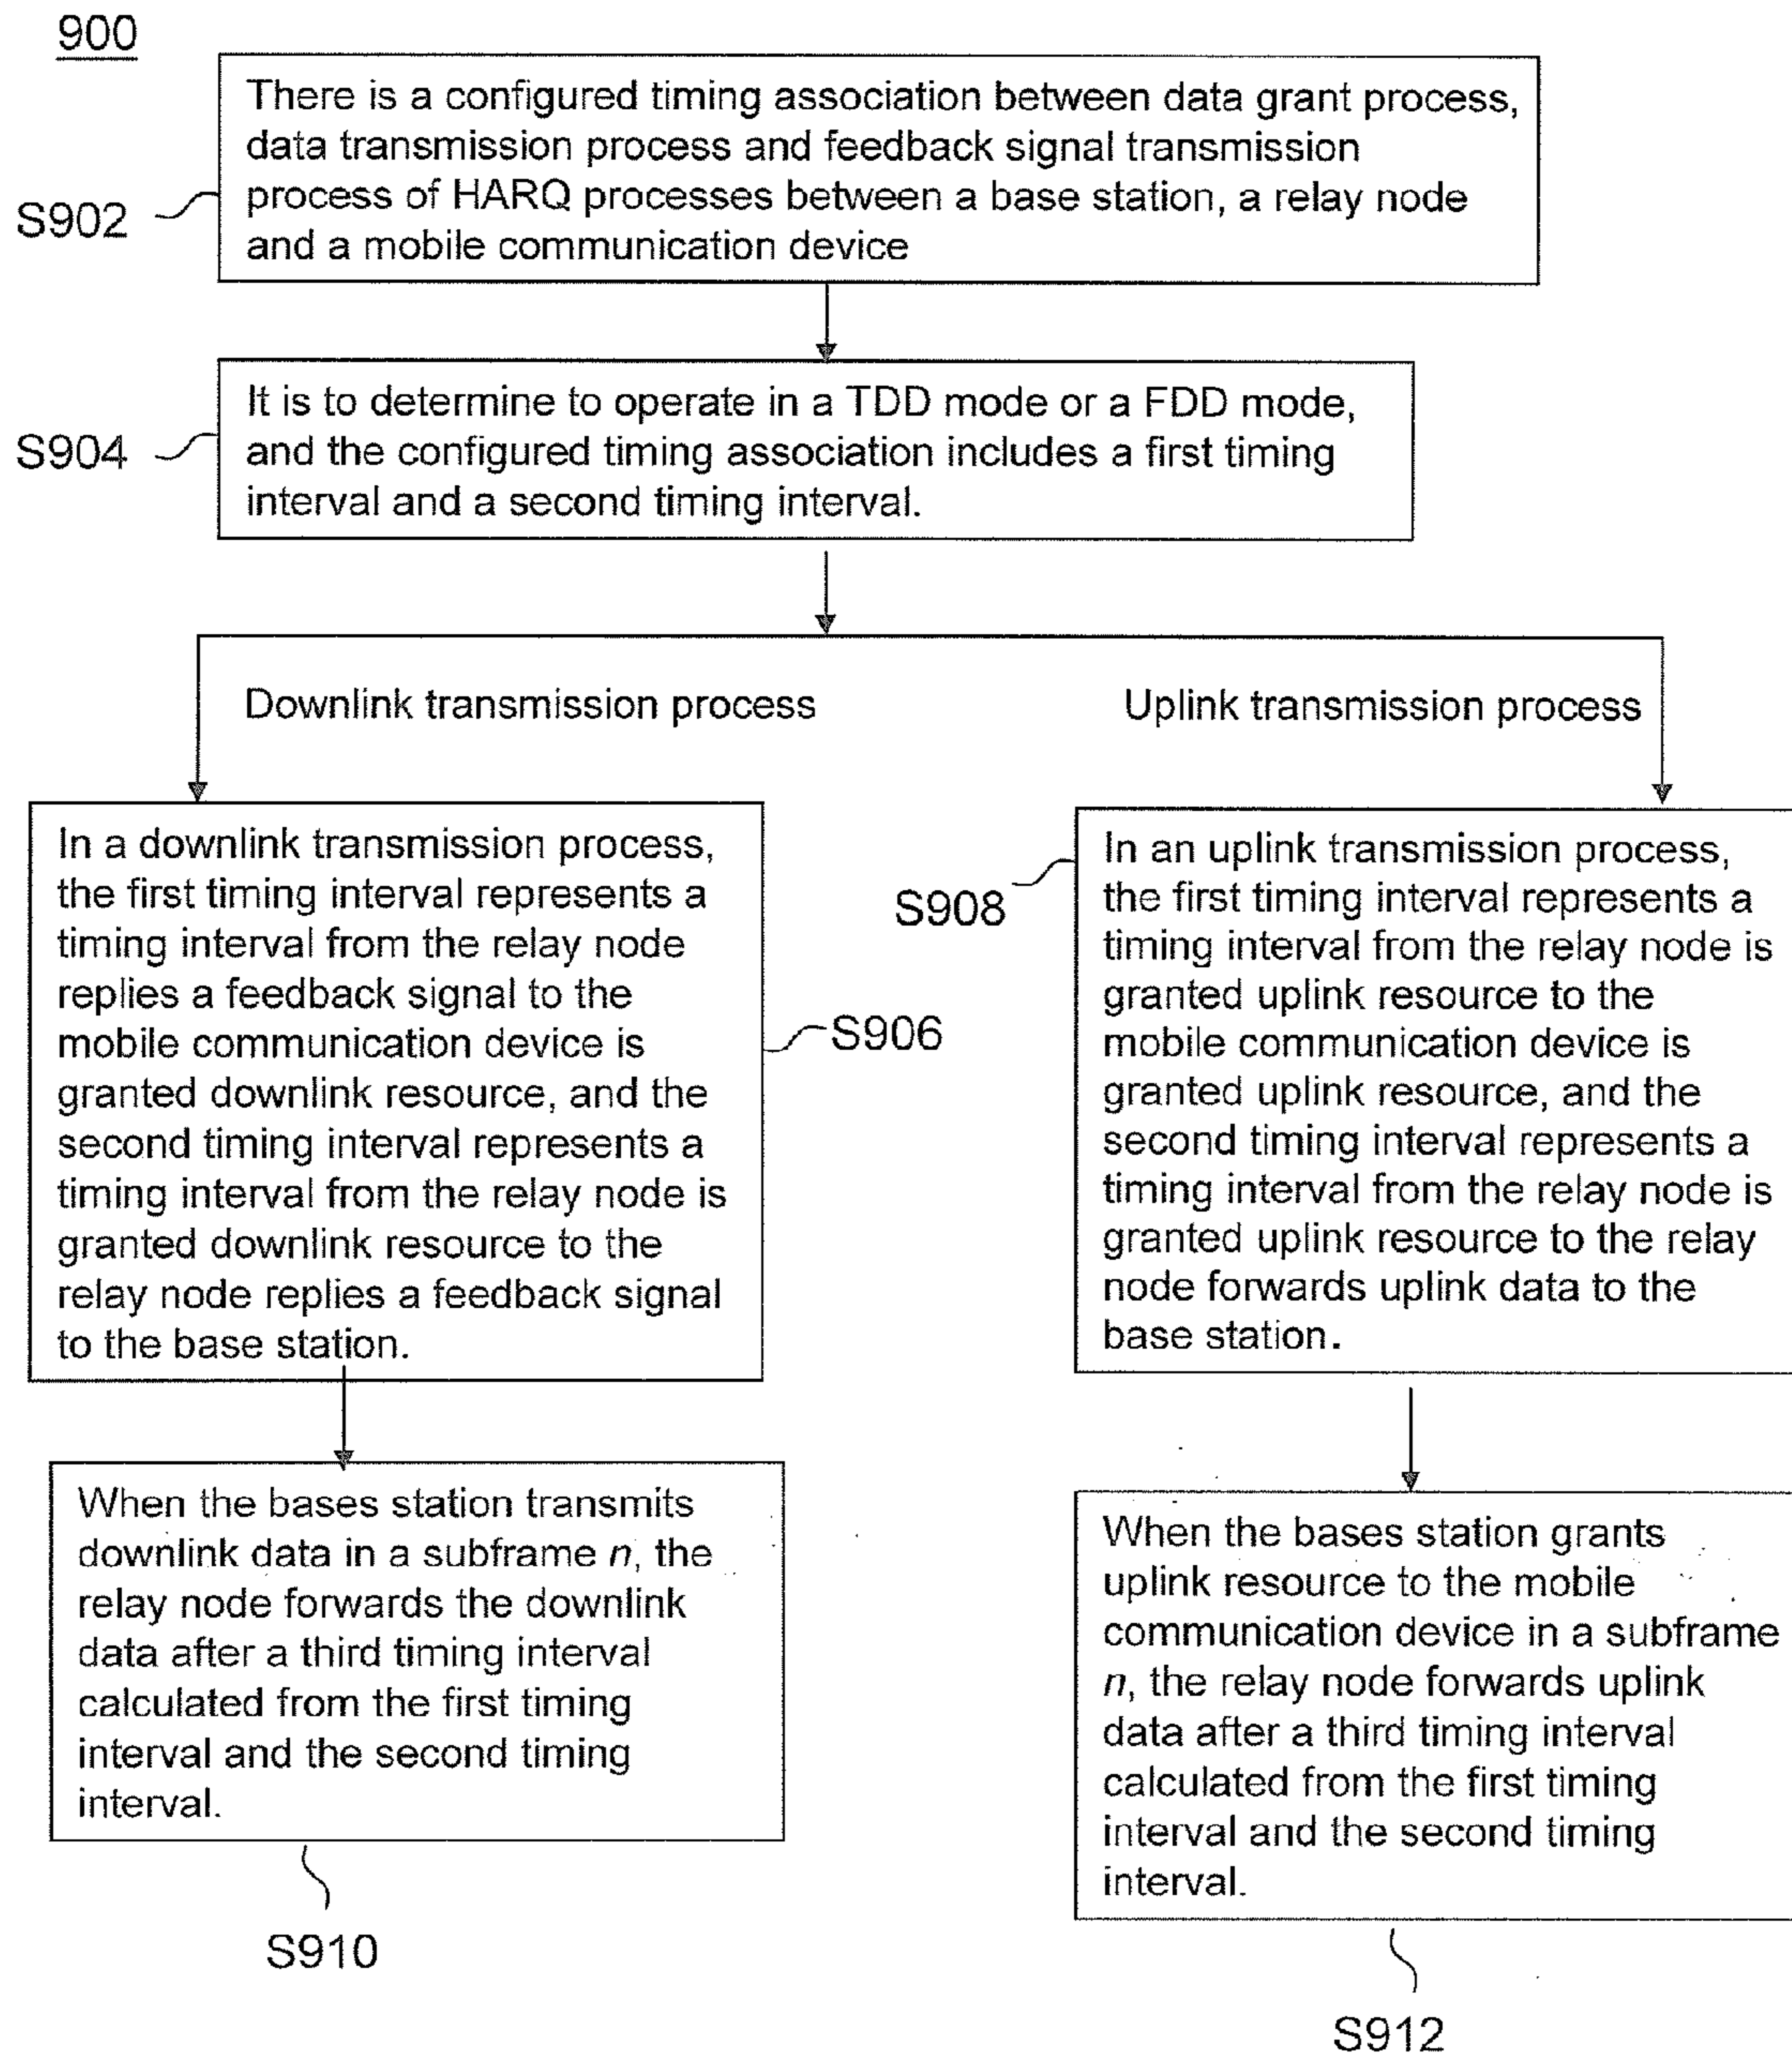 900
There is a configured timing association between data grant process,
data transmission process and feedback signal transmission
process of HARQ processes between a base station, a relay node
and a mobile communication device
S902
It is to determine to operate in a TDD mode or a FDD mode,
and the configured timing association includes a first timing
interval and a second timing interval.
S904
Downlink transmission process
Uplink transmission process
In a downlink transmission process,
the first timing interval represents a
timing interval from the relay node
replies a feedback signal to the
mobile communication device is
granted downlink resource, and the
second timing interval represents a
timing interval from the relay node is
granted downlink resource to the
relay node replies a feedback signal
to the base station.
S906
S908
In an uplink transmission process,
the first timing interval represents a
timing interval from the relay node is
granted uplink resource to the
mobile communication device is
granted uplink resource, and the
second timing interval represents a
timing interval from the relay node is
granted uplink resource to the relay
node forwards uplink data to the
base station.
When the bases station transmits
downlink data in a subframe n, the
relay node forwards the downlink
data after a third timing interval
calculated from the first timing
interval and the second timing
interval.
S910
When the bases station grants
uplink resource to the mobile
communication device in a subframe
n, the relay node forwards uplink
data after a third timing interval
calculated from the first timing
interval and the second timing
interval.
S912